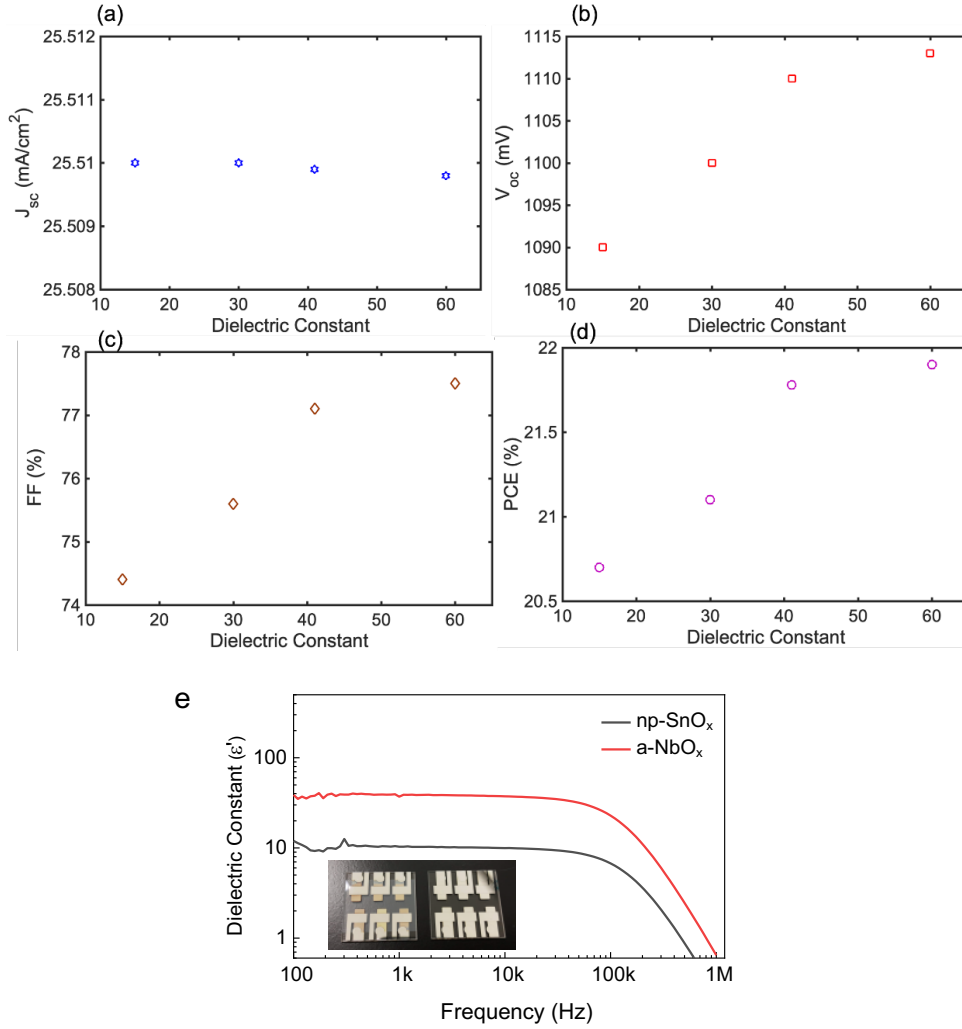 (a)
25.512
25.511
25.51
25.509
25.508
J_sc (mA/cm²)
10 20 30 40 50 60
Dielectric Constant
(b)
1115
1110
1105
1100
1095
1090
1085
V_oc (mV)
10 20 30 40 50 60
Dielectric Constant
(c)
78
77
76
75
74
FF (%)
10 20 30 40 50 60
Dielectric Constant
(d)
22
21.5
21
20.5
PCE (%)
10 20 30 40 50 60
Dielectric Constant
e
np-SnOₓ
a-NbOₓ
100
10
1
Dielectric Constant (ε')
100 1k 10k 100k 1M
Frequency (Hz)